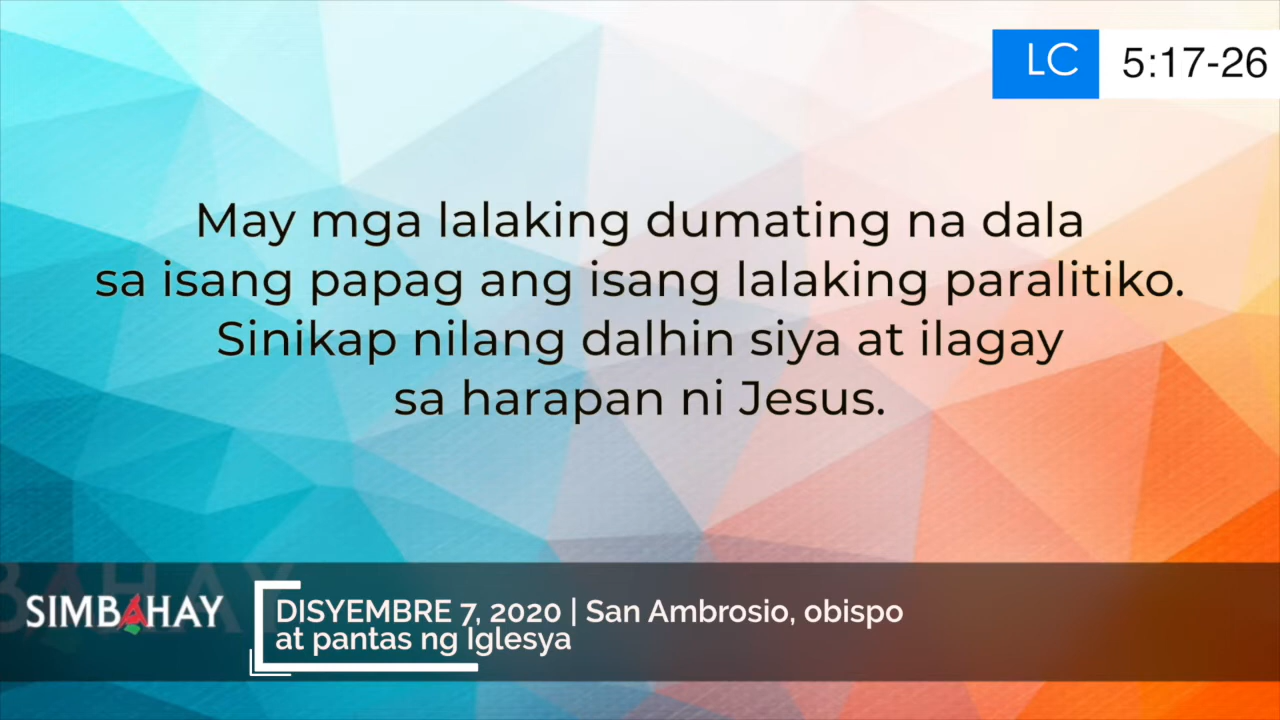 LC 5:17-26
May mga lalaking dumating na dala
sa isang papag ang isang lalaking paralitiko.
Sinikap nilang dalhin siya at ilagay
sa harapan ni Jesus.
SIMBAHAY
DISYEMBRE 7, 2020 | San Ambrosio, obispo
at pantas ng Iglesya